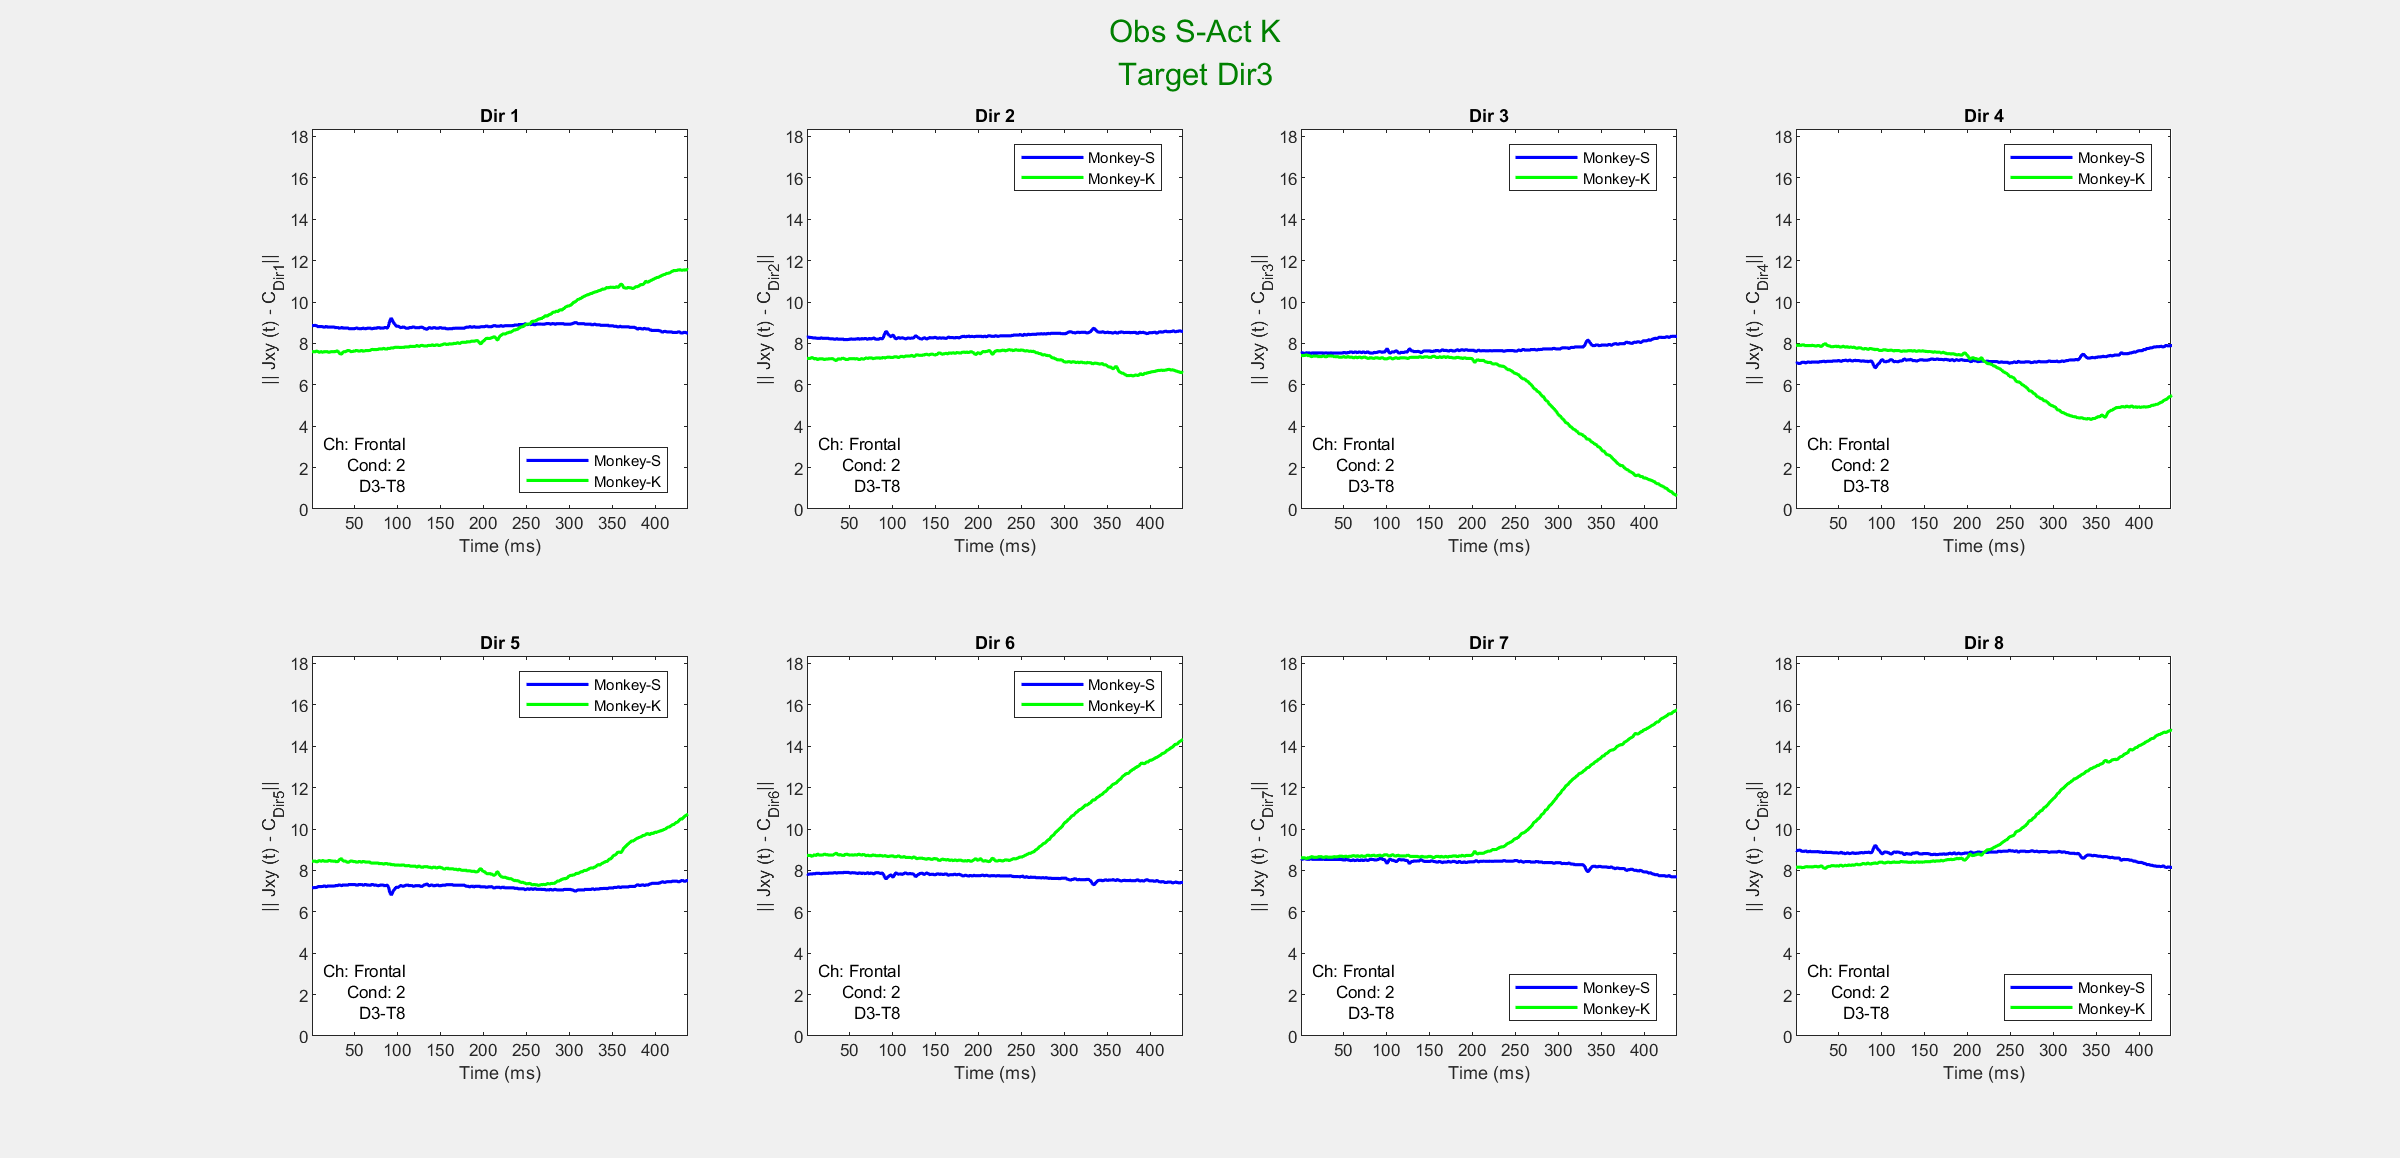 Obs S-Act K
Target Dir3
Dir 1
18
16
14
12
10
8
6
4
2
0
|| Jxy (t) - C_Dir1||
Ch: Frontal
Cond: 2
D3-T8
Monkey-S
Monkey-K
50 100 150 200 250 300 350 400
Time (ms)
Dir 2
18
16
14
12
10
8
6
4
2
0
|| Jxy (t) - C_Dir2||
Monkey-S
Monkey-K
Ch: Frontal
Cond: 2
D3-T8
50 100 150 200 250 300 350 400
Time (ms)
Dir 3
18
16
14
12
10
8
6
4
2
0
|| Jxy (t) - C_Dir3||
Monkey-S
Monkey-K
Ch: Frontal
Cond: 2
D3-T8
50 100 150 200 250 300 350 400
Time (ms)
Dir 4
18
16
14
12
10
8
6
4
2
0
|| Jxy (t) - C_Dir4||
Monkey-S
Monkey-K
Ch: Frontal
Cond: 2
D3-T8
50 100 150 200 250 300 350 400
Time (ms)
Dir 5
18
16
14
12
10
8
6
4
2
0
|| Jxy (t) - C_Dir5||
Monkey-S
Monkey-K
Ch: Frontal
Cond: 2
D3-T8
50 100 150 200 250 300 350 400
Time (ms)
Dir 6
18
16
14
12
10
8
6
4
2
0
|| Jxy (t) - C_Dir6||
Monkey-S
Monkey-K
Ch: Frontal
Cond: 2
D3-T8
50 100 150 200 250 300 350 400
Time (ms)
Dir 7
18
16
14
12
10
8
6
4
2
0
|| Jxy (t) - C_Dir7||
Ch: Frontal
Cond: 2
D3-T8
Monkey-S
Monkey-K
50 100 150 200 250 300 350 400
Time (ms)
Dir 8
18
16
14
12
10
8
6
4
2
0
|| Jxy (t) - C_Dir8||
Ch: Frontal
Cond: 2
D3-T8
Monkey-S
Monkey-K
50 100 150 200 250 300 350 400
Time (ms)